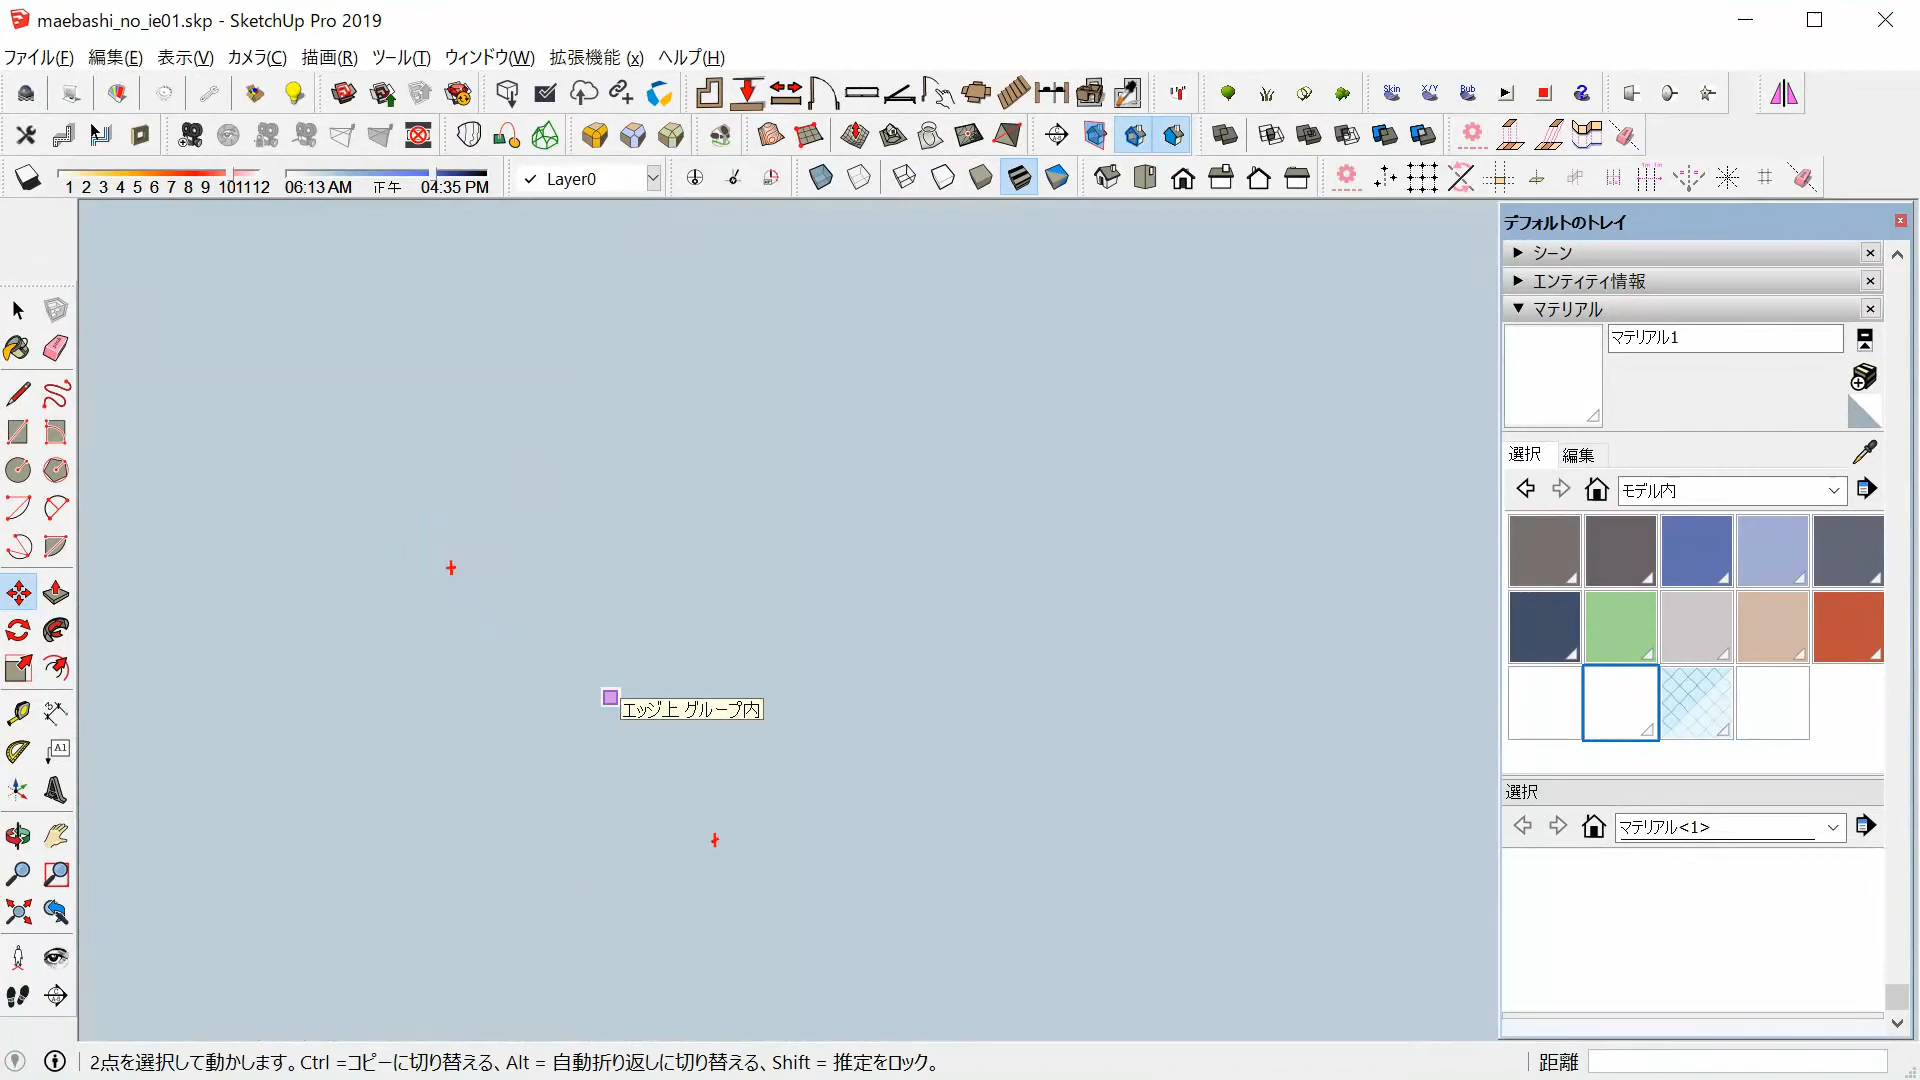 maebashi_no_ie01.skp - SketchUp Pro 2019
ファイル(F) 編集(E) 表示(V) カメラ(C) 描画(R) ツール(T) ウィンドウ(W) 拡張機能 (x) ヘルプ(H)
Skin X/Y Bub
1 2 3 4 5 6 7 8 9 101112 06:13 AM 正午 04:35 PM Layer0
デフォルトのトレイ
シーン
エンティティ情報
マテリアル
マテリアル1
選択 編集
モデル内
エッジ上 グループ内
A1
選択
マテリアル<1>
2点を選択して動かします。Ctrl =コピーに切り替える、Alt = 自動折り返しに切り替える、Shift = 推定をロック。
距離